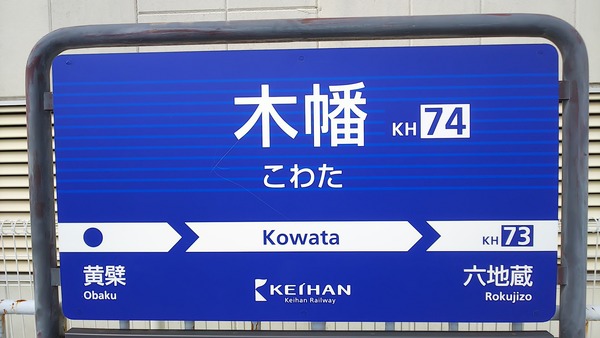 木幡 KH 74
こわた
Kowata KH 73
黄檗 六地蔵
Obaku Rokujizo
KEIHAN
Keihan Railway